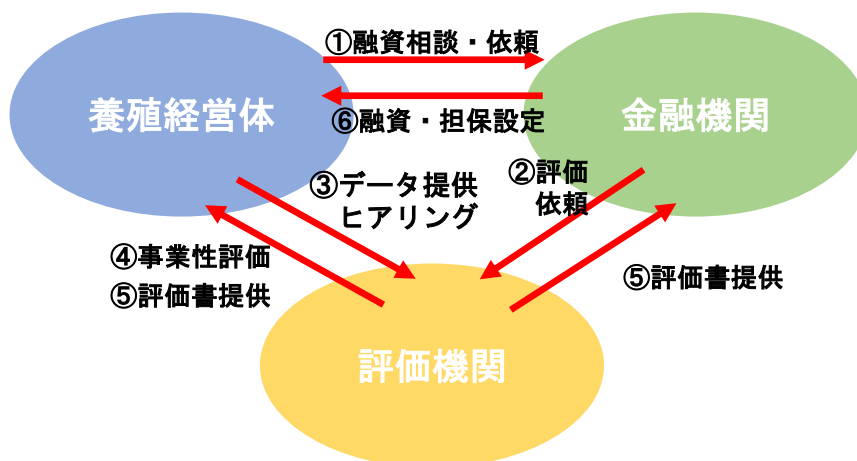 ①融資相談・依頼
養殖経営体
金融機関
⑥融資・担保設定
③データ提供
ヒアリング
②評価
依頼
④事業性評価
⑤評価書提供
⑤評価書提供
評価機関